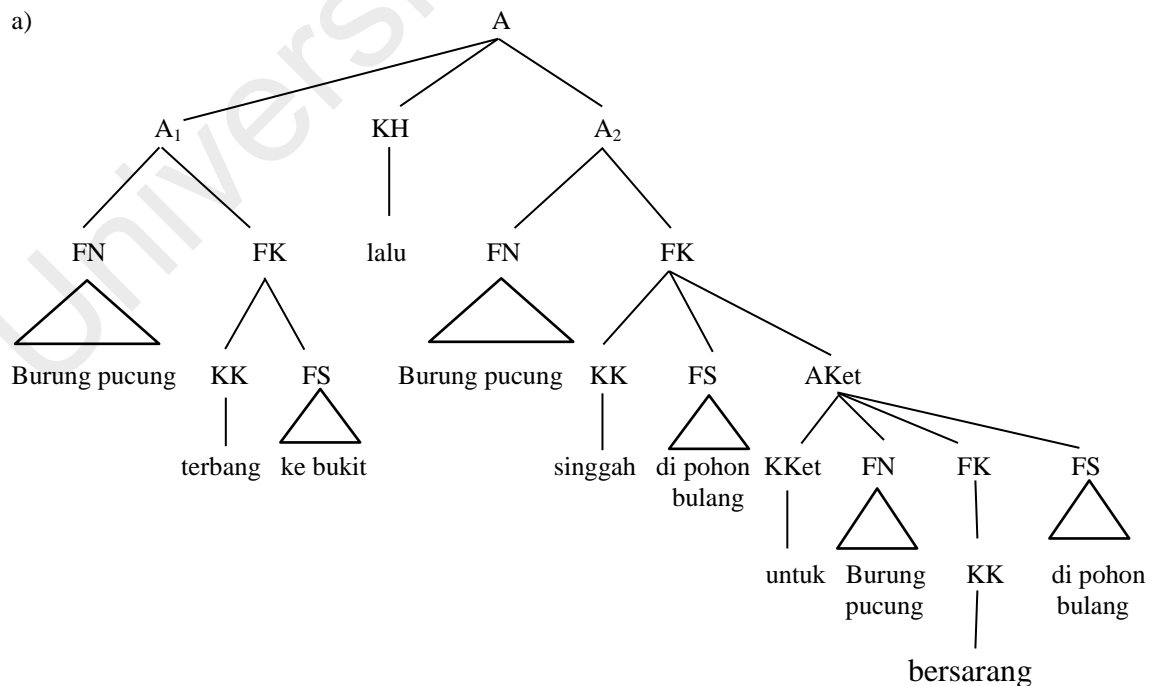 a)
A
A₁ KH A₂
FN FK lalu FN FK
Burung pucung KK FS Burung pucung KK FS AKet
terbang ke bukit singgah di pohon bulang KKet FN FK FS
untuk Burung pucung KK di pohon bulang
bersarang
Universi